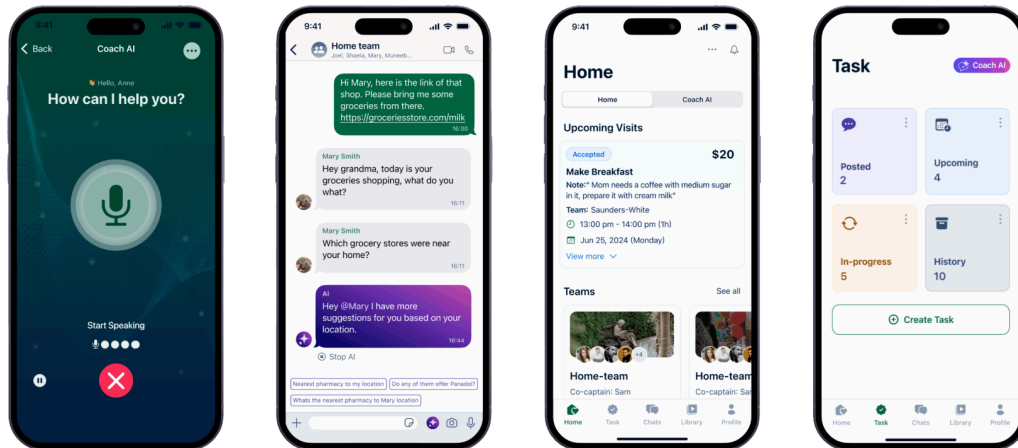 9:41
Back
Coach AI
👋 Hello, Anne
How can I help you?
Start Speaking
9:41
Home team
Joel, Shaela, Mary, Muneeb...
Hi Mary, here is the link of that
shop. Please bring me some
groceries from there.
https://groceriesstore.com/milk
16:00
Mary Smith
Hey grandma, today is your
groceries shopping, what do you
what?
16:11
Mary Smith
Which grocery stores were near
your home?
16:11
AI
Hey @Mary I have more
suggestions for you based on your
location.
16:44
Stop AI
Nearest pharmacy to my location
Do any of them offer Panadol?
Whats the nearest pharmacy to Mary location
9:41
Home
Home
Coach AI
Upcoming Visits
Accepted
$20
Make Breakfast
Note:“ Mom needs a coffee with medium sugar
in it, prepare it with cream milk"
Team: Saunders-White
13:00 pm - 14:00 pm (1h)
Jun 25, 2024 (Monday)
View more
Teams
See all
+4
Home-team
Co-captain: Sam
Home-team
Co-captain: Sa
Home
Task
Chats
Library
Profile
9:41
Task
Coach AI
Posted
2
Upcoming
4
In-progress
5
History
10
Create Task
Home
Task
Chats
Library
Profile